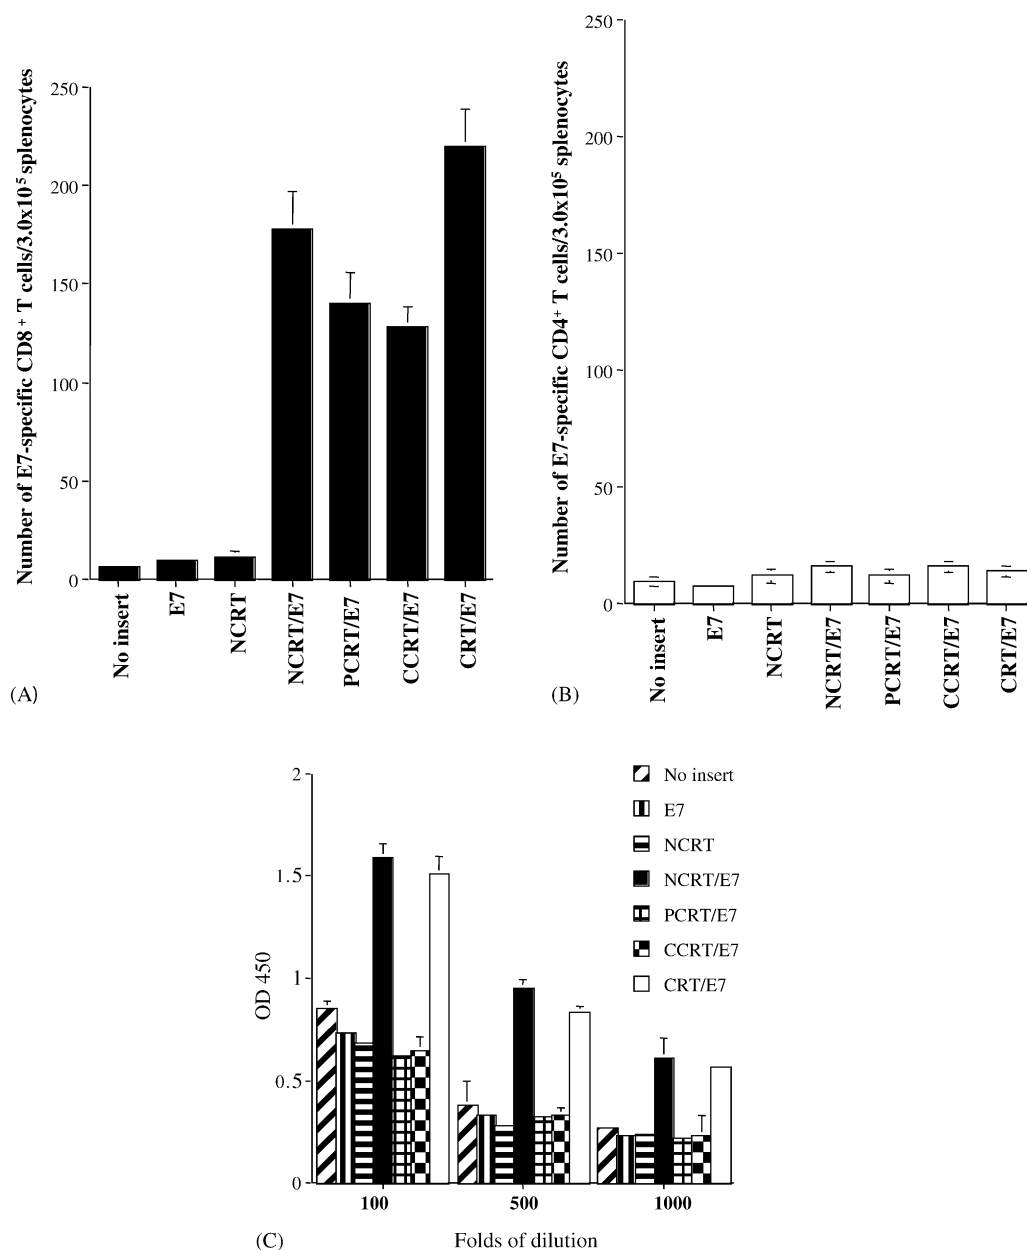 Number of E7-specific CD8⁺ T cells/3.0x10⁵ splenocytes
250
200
150
100
50
0
No insert
E7
NCRT
NCRT/E7
PCRT/E7
CCRT/E7
CRT/E7
(A)
Number of E7-specific CD4⁺ T cells/3.0x10⁵ splenocytes
250
200
150
100
50
0
No insert
E7
NCRT
NCRT/E7
PCRT/E7
CCRT/E7
CRT/E7
(B)
OD 450
2
1.5
1
0.5
0
100
500
1000
Folds of dilution
No insert
E7
NCRT
NCRT/E7
PCRT/E7
CCRT/E7
CRT/E7
(C)